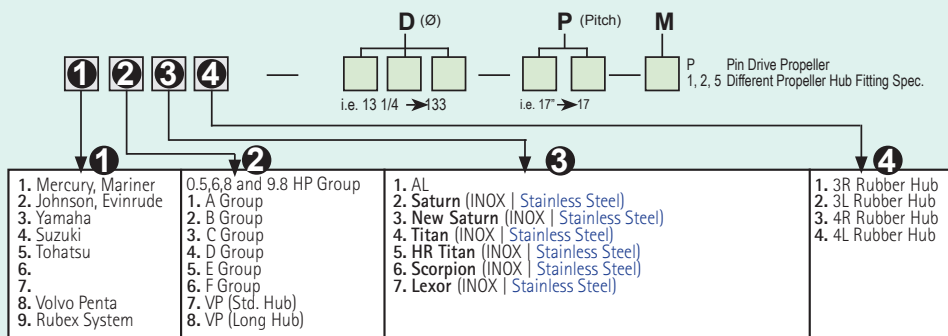 D (Ø) P (Pitch) M
1 2 3 4 — — —
P Pin Drive Propeller
1, 2, 5 Different Propeller Hub Fitting Spec.
i.e. 13 1/4 → 133
i.e. 17" → 17
1
1. Mercury, Mariner
2. Johnson, Evinrude
3. Yamaha
4. Suzuki
5. Tohatsu
6.
7.
8. Volvo Penta
9. Rubex System
2
0.5,6,8 and 9.8 HP Group
1. A Group
2. B Group
3. C Group
4. D Group
5. E Group
6. F Group
7. VP (Std. Hub)
8. VP (Long Hub)
3
1. AL
2. Saturn (INOX | Stainless Steel)
3. New Saturn (INOX | Stainless Steel)
4. Titan (INOX | Stainless Steel)
5. HR Titan (INOX | Stainless Steel)
6. Scorpion (INOX | Stainless Steel)
7. Lexor (INOX | Stainless Steel)
4
1. 3R Rubber Hub
2. 3L Rubber Hub
3. 4R Rubber Hub
4. 4L Rubber Hub